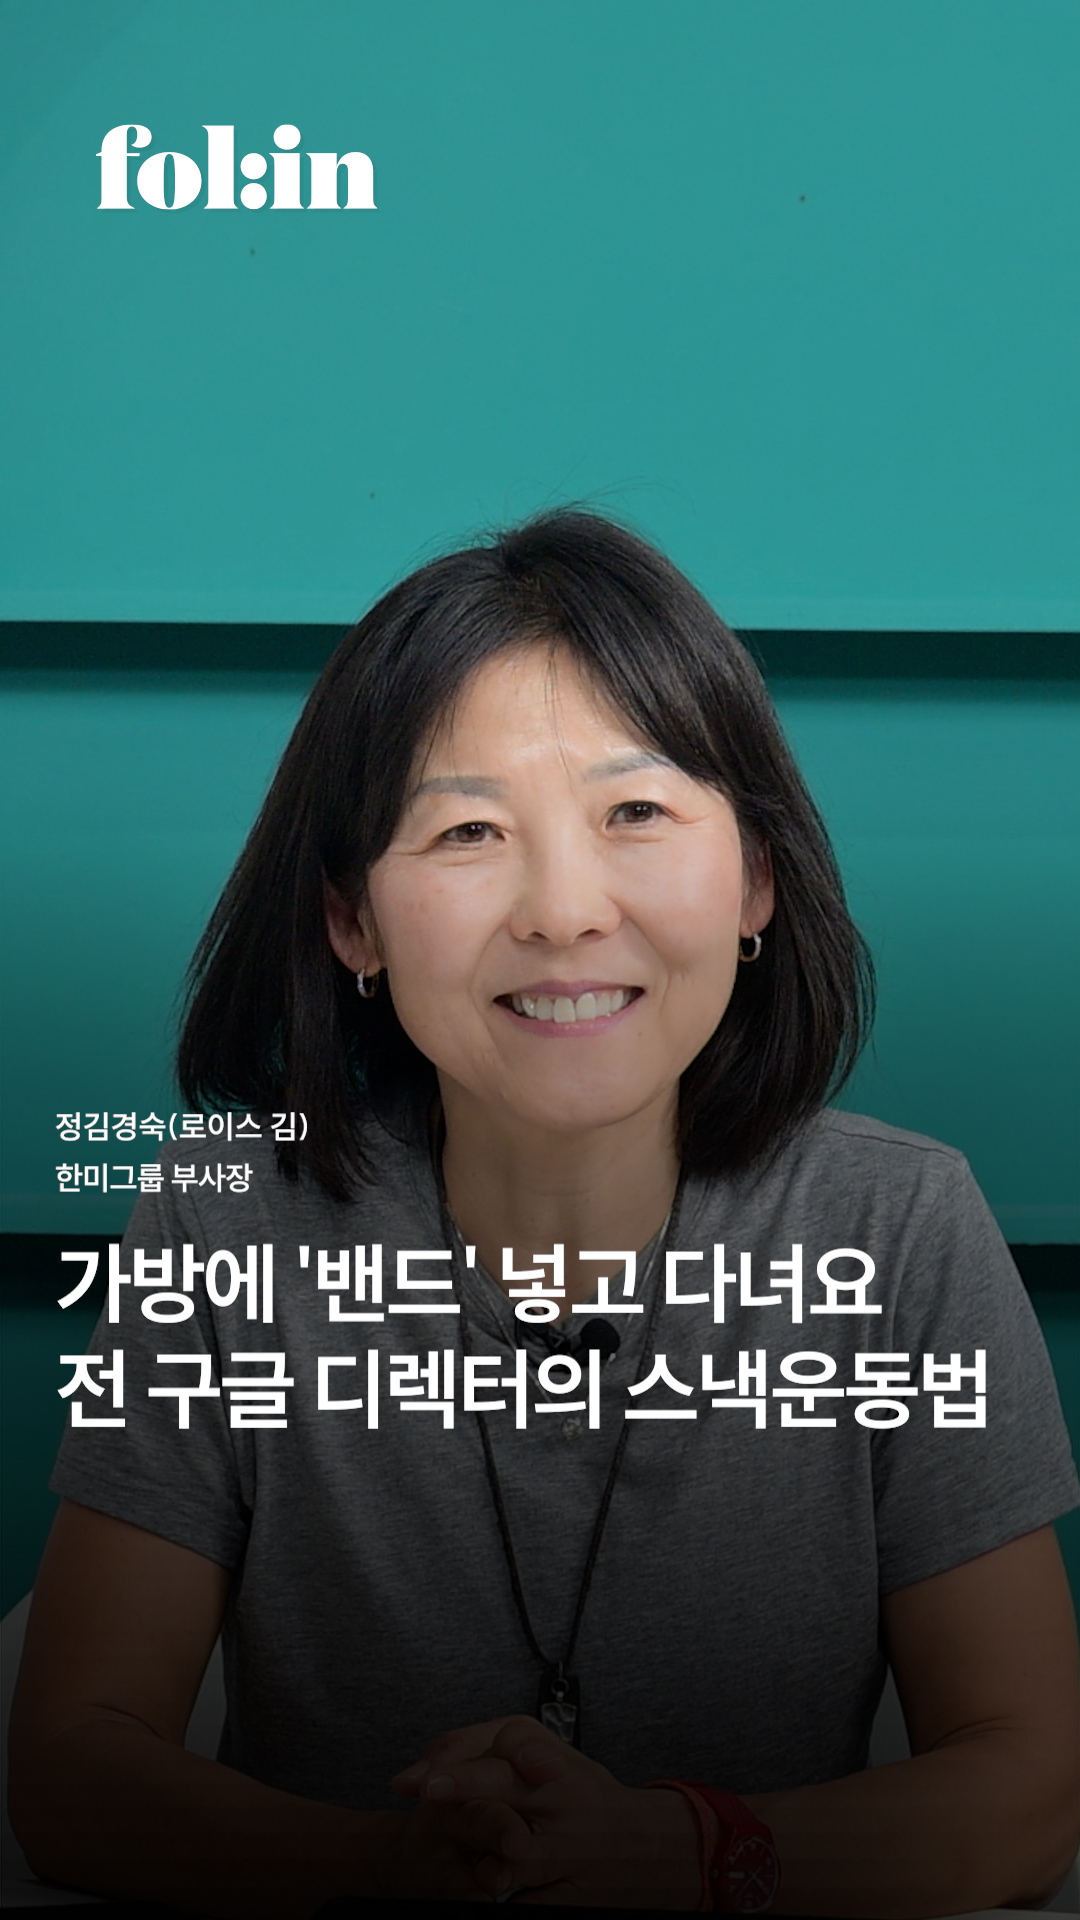 fol:in
정김경숙(로이스 김)
한미그룹 부사장
가방에 '밴드' 넣고 다녀요
전 구글 디렉터의 스낵운동법